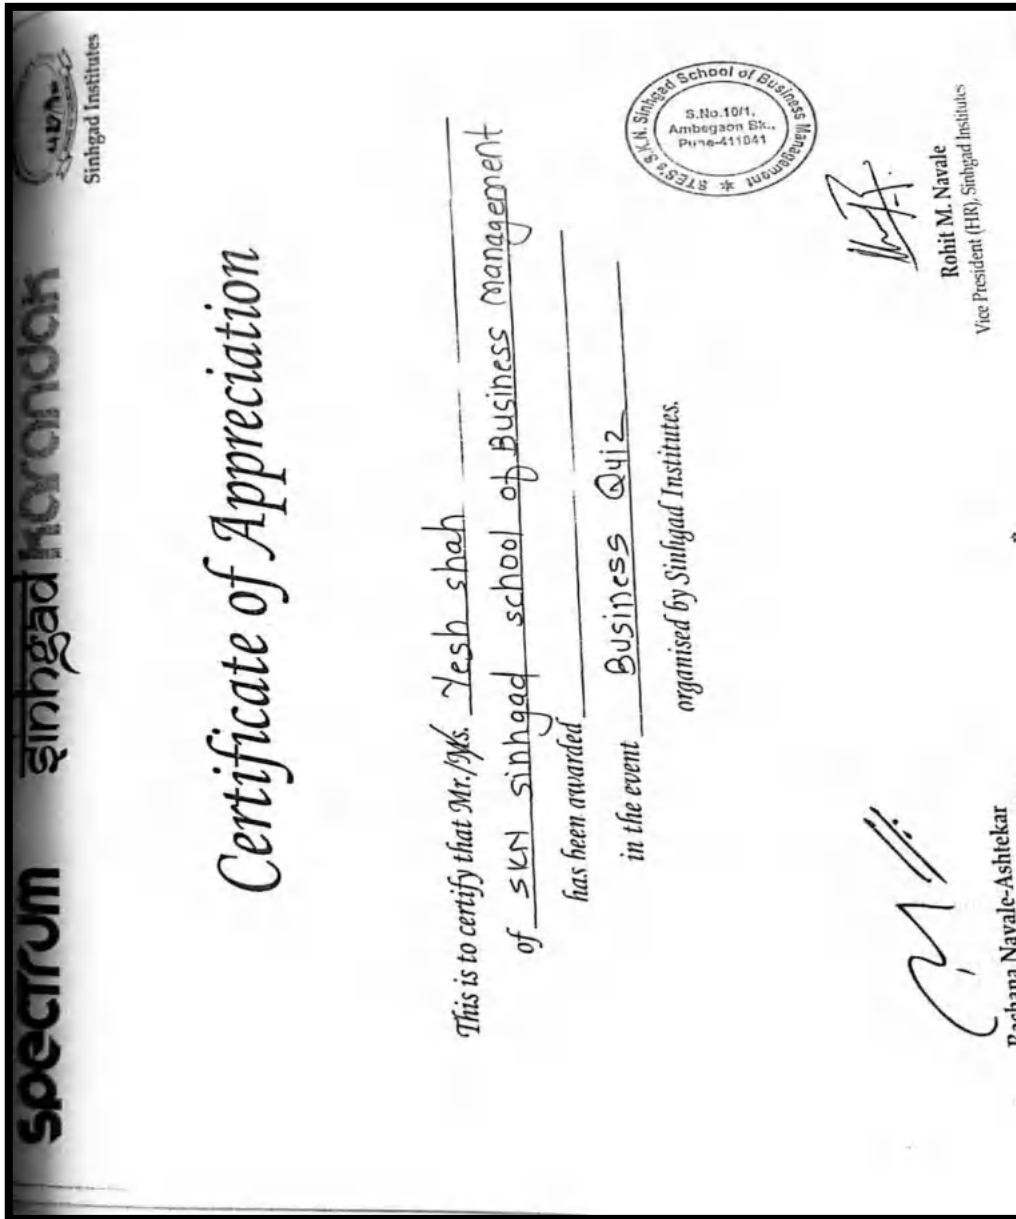 spectrum sinhgad karandak
Sinhgad Institutes
Certificate of Appreciation
This is to certify that Mr./Ms. Yesh shah
of SKN sinhgad school of Business Management
has been awarded
in the event Business Quiz
organised by Sinhgad Institutes.
STES's S.K.N. Sinhgad School of Business Management *
S.No.10/1,
Ambegaon Bk.,
Pune-411041
Rachana Navale-Ashtekar
Rohit M. Navale
Vice President (HR), Sinhgad Institutes